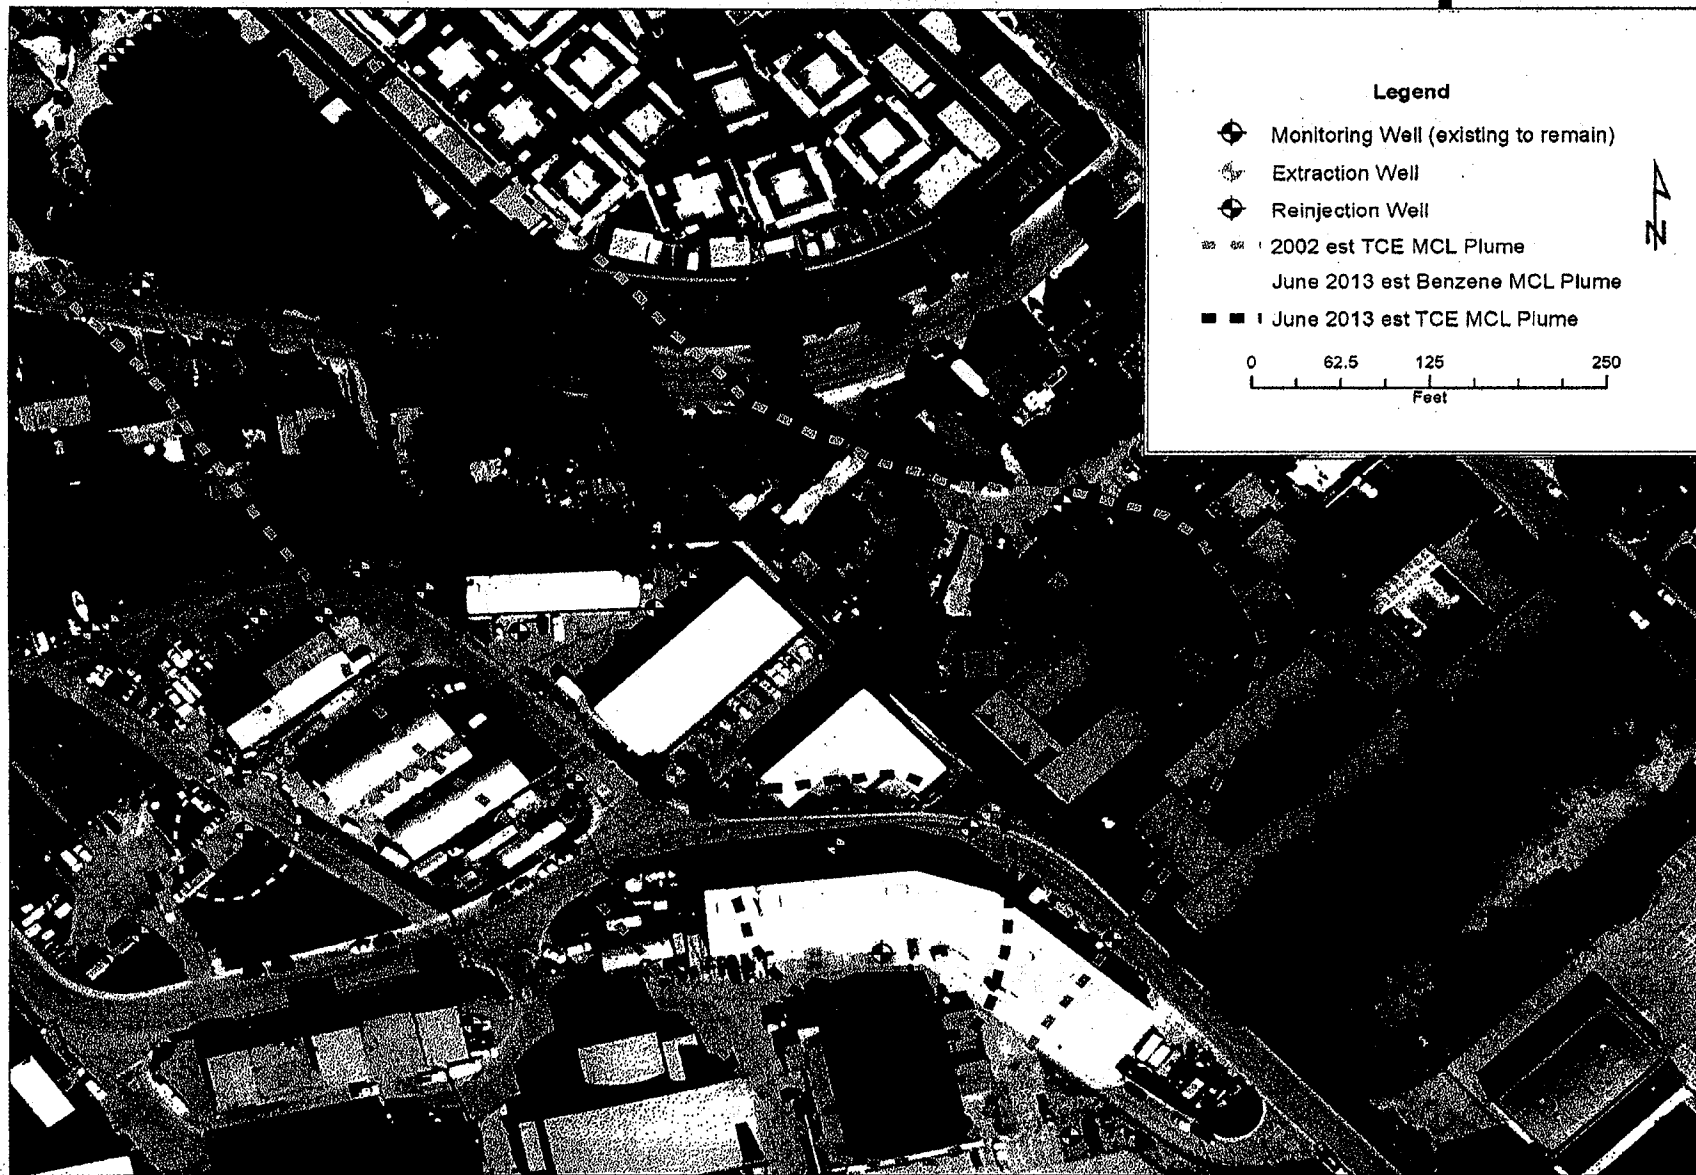 Legend
Monitoring Well (existing to remain)
Extraction Well
Reinjection Well
2002 est TCE MCL Plume
June 2013 est Benzene MCL Plume
June 2013 est TCE MCL Plume
0 62.5 125 250
Feet
N